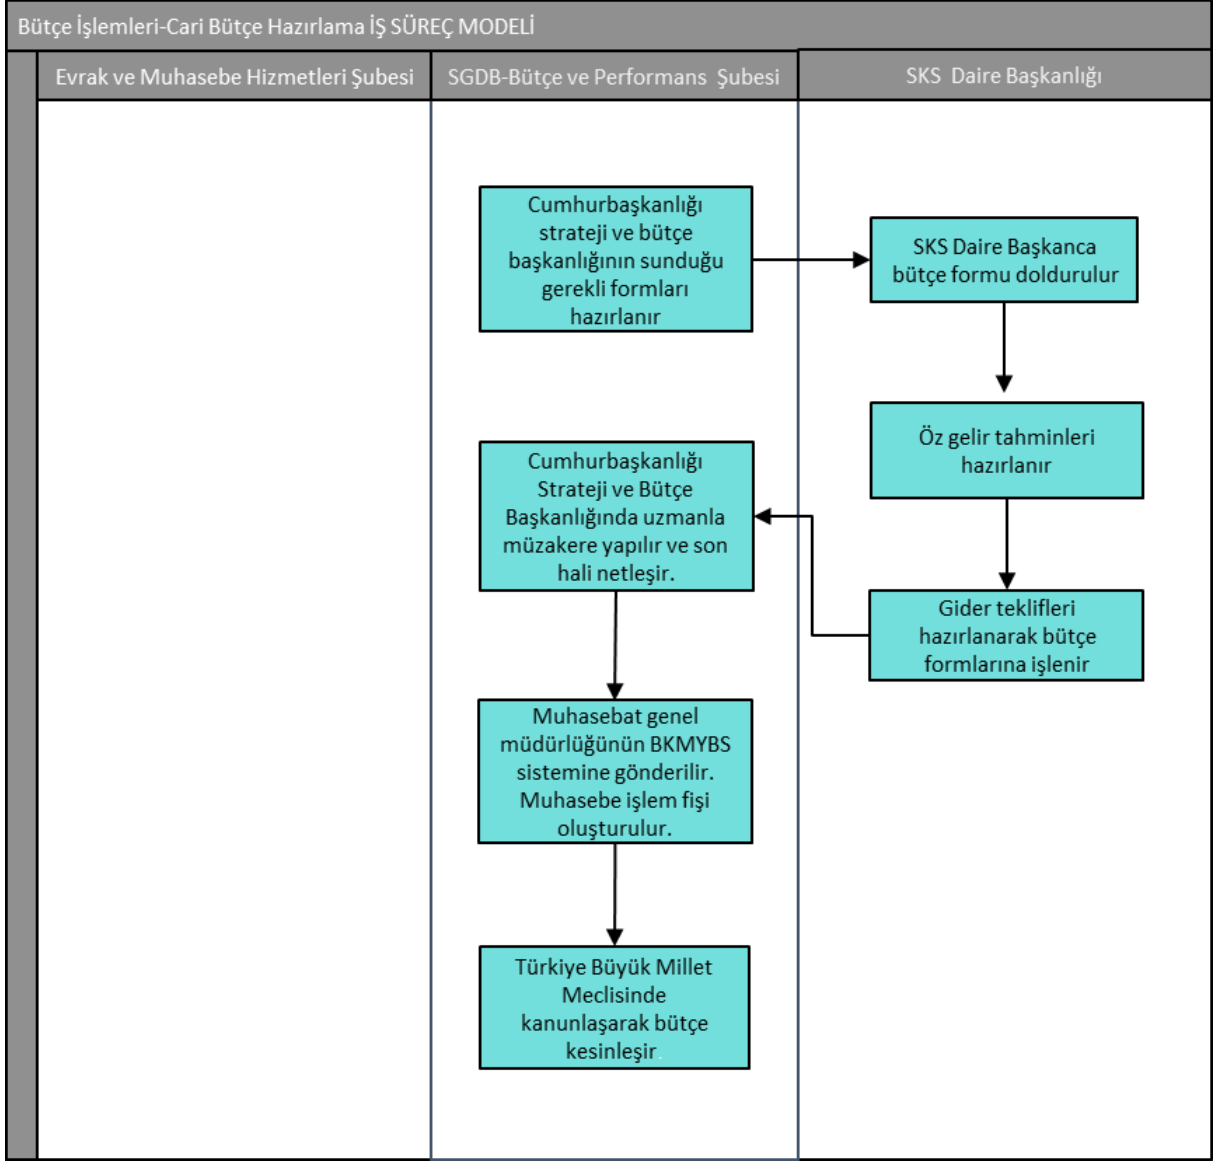 Bütçe İşlemleri-Cari Bütçe Hazırlama İŞ SÜREÇ MODELİ
Evrak ve Muhasebe Hizmetleri Şubesi
SGDB-Bütçe ve Performans Şubesi
SKS Daire Başkanlığı
Cumhurbaşkanlığı
strateji ve bütçe
başkanlığının sunduğu
gerekli formları
hazırlanır
SKS Daire Başkanca
bütçe formu doldurulur
Öz gelir tahminleri
hazırlanır
Gider teklifleri
hazırlanarak bütçe
formlarına işlenir
Cumhurbaşkanlığı
Strateji ve Bütçe
Başkanlığında uzmanla
müzakere yapılır ve son
hali netleşir.
Muhasebat genel
müdürlüğünün BKMYBS
sistemine gönderilir.
Muhasebe işlem fişi
oluşturulur.
Türkiye Büyük Millet
Meclisinde
kanunlaşarak bütçe
kesinleşir.